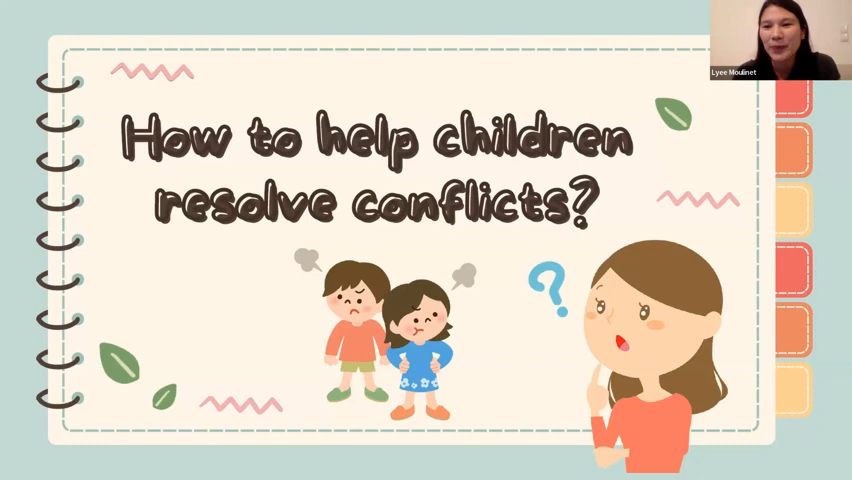 How to help children
resolve conflicts?
?
Lyee Moulinet